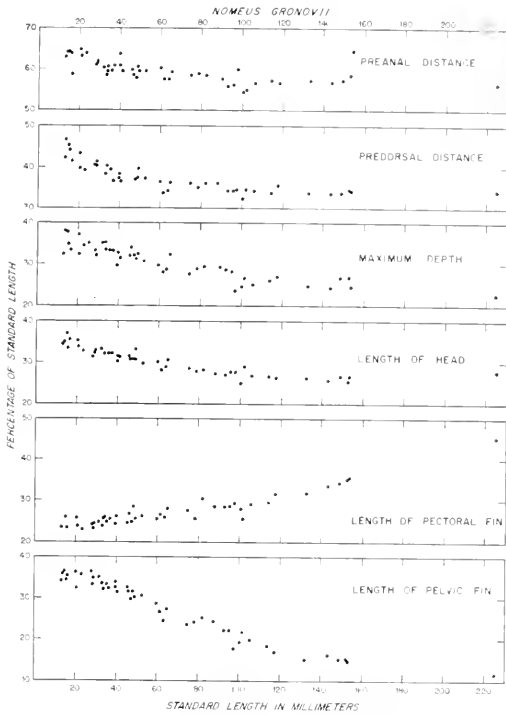 NOMEUS GRONOVII
20 40 60 80 100 120 140 160 180 200 220
70
60
50
PREANAL DISTANCE
50
40
30
PREDORSAL DISTANCE
40
30
20
MAXIMUM DEPTH
40
30
20
LENGTH OF HEAD
50
40
30
20
LENGTH OF PECTORAL FIN
40
30
20
10
LENGTH OF PELVIC FIN
PERCENTAGE OF STANDARD LENGTH
20 40 60 80 100 120 140 160 180 200 220
STANDARD LENGTH IN MILLIMETERS